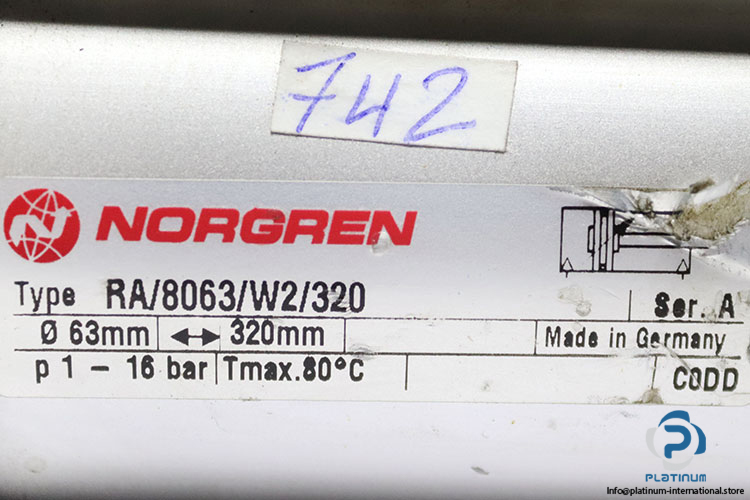 742
NORGREN
Type RA/8063/W2/320 Ser. A
Ø 63mm ↔ 320mm Made in Germany
p 1 - 16 bar Tmax.80°C CODD
PLATINUM
Info@platinum-international.store